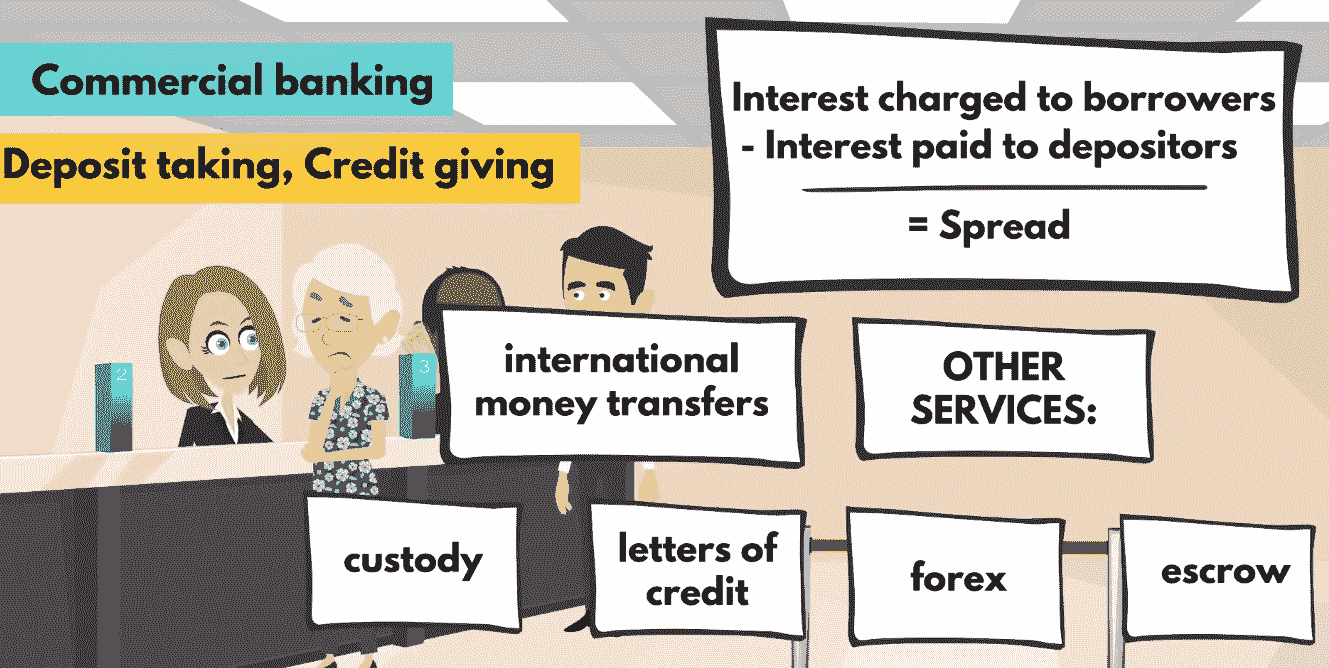 Commercial banking
Deposit taking, Credit giving
Interest charged to borrowers
- Interest paid to depositors
= Spread
2
3
international
money transfers
OTHER
SERVICES:
custody
letters of
credit
forex
escrow